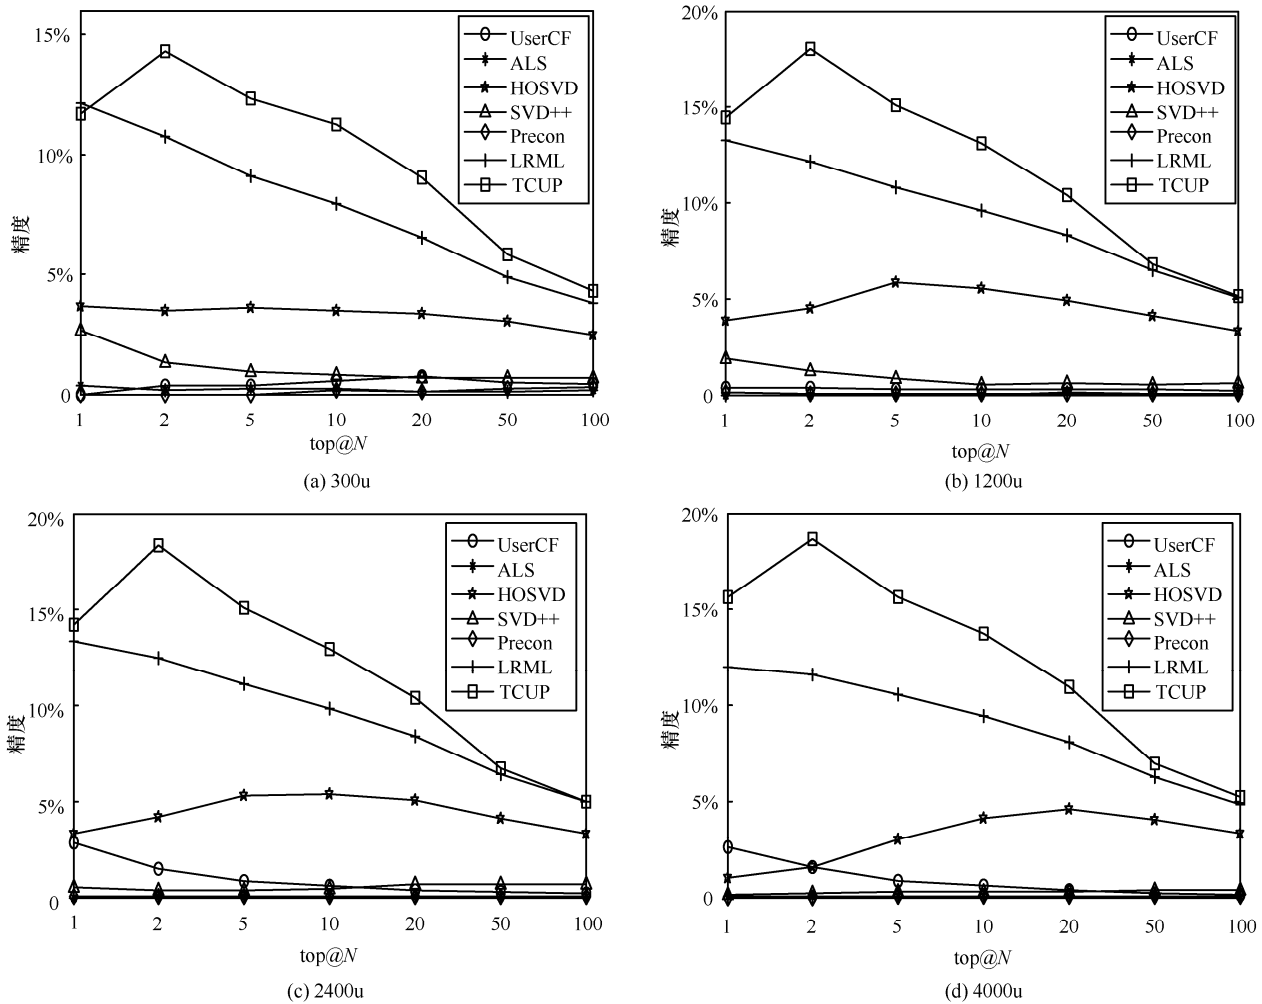 15%
10%
5%
0
精度
1 2 5 10 20 50 100
top@N
UserCF
ALS
HOSVD
SVD++
Precon
LRML
TCUP
(a) 300u
20%
15%
10%
5%
0
精度
1 2 5 10 20 50 100
top@N
UserCF
ALS
HOSVD
SVD++
Precon
LRML
TCUP
(b) 1200u
20%
15%
10%
5%
0
精度
1 2 5 10 20 50 100
top@N
UserCF
ALS
HOSVD
SVD++
Precon
LRML
TCUP
(c) 2400u
20%
15%
10%
5%
0
精度
1 2 5 10 20 50 100
top@N
UserCF
ALS
HOSVD
SVD++
Precon
LRML
TCUP
(d) 4000u